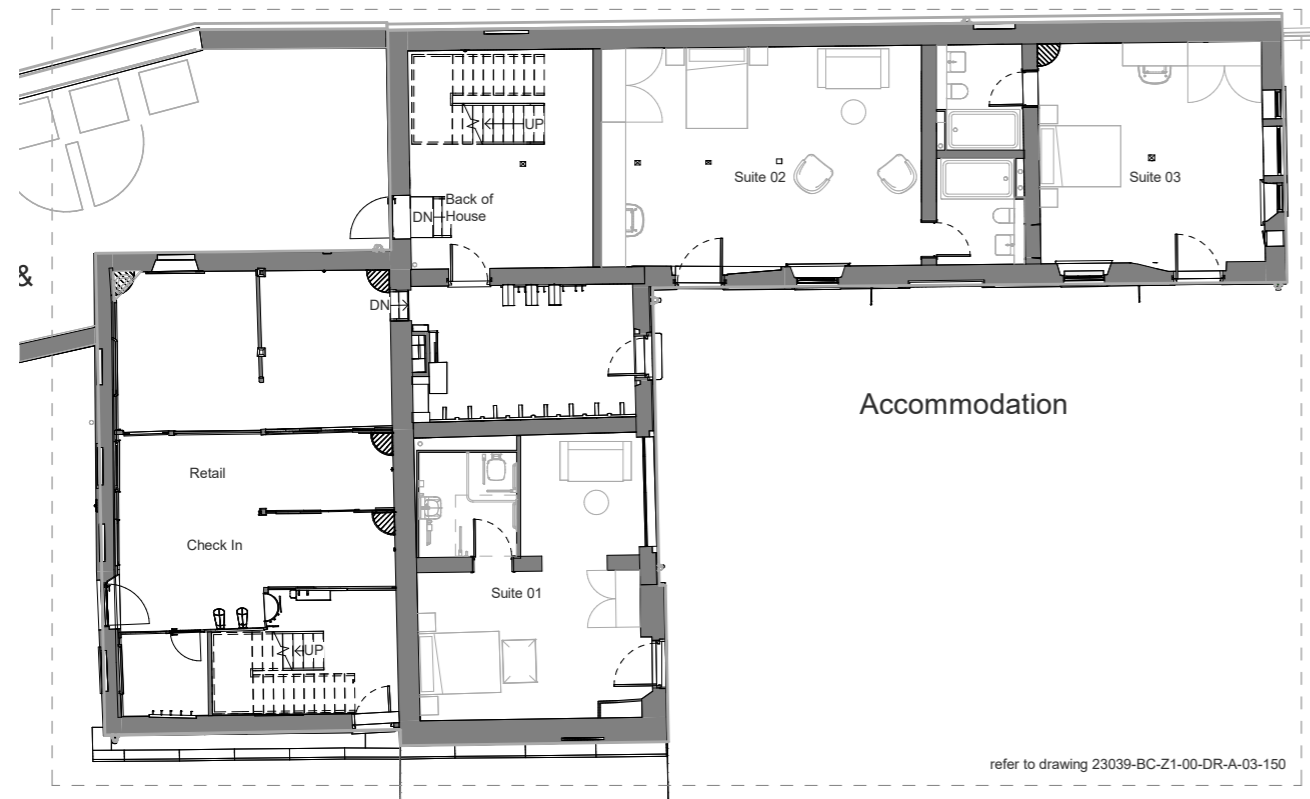 UP
Suite 02
Suite 03
Back of
DN House
&
DN
Accommodation
Retail
Check In
Suite 01
UP
refer to drawing 23039-BC-Z1-00-DR-A-03-150